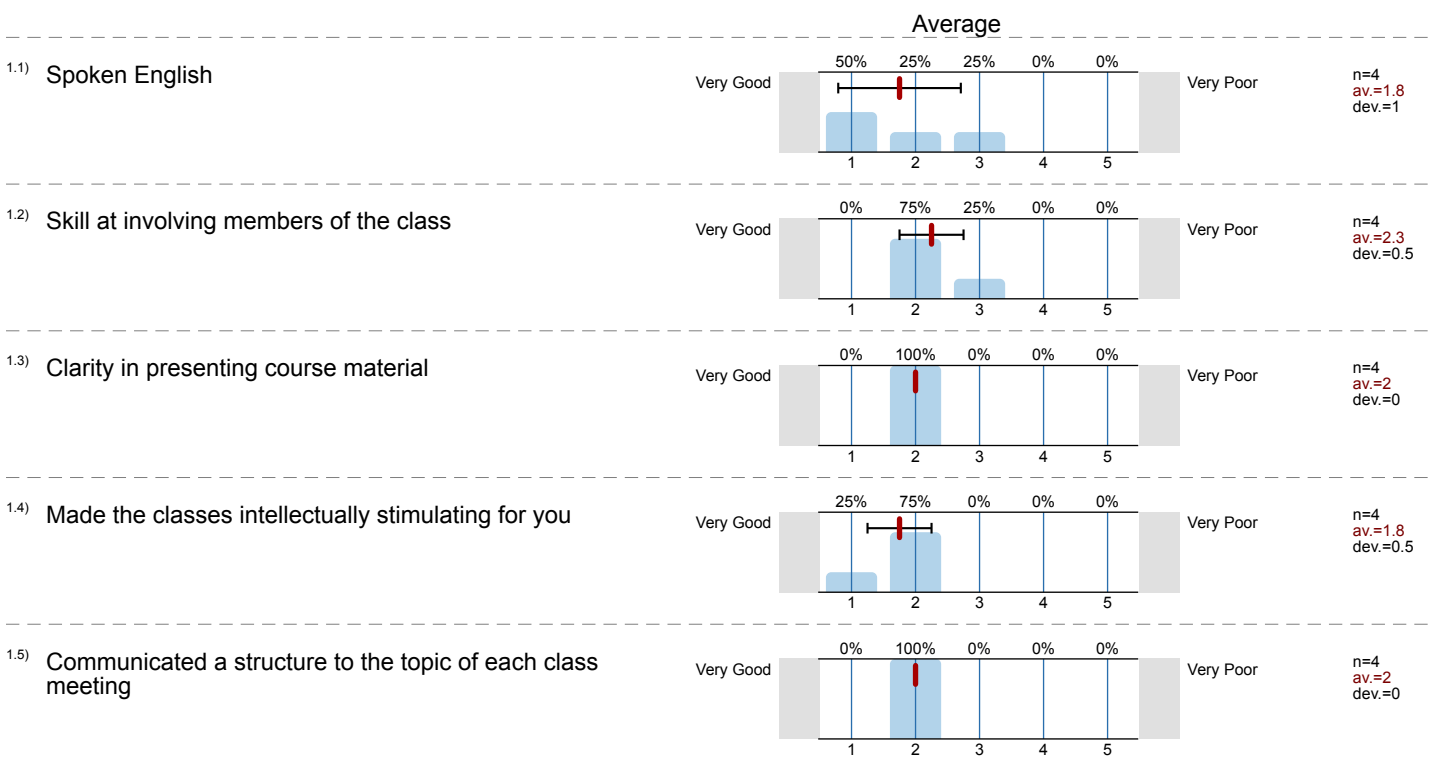 Average
1.1) Spoken English
50% 25% 25% 0% 0%
Very Good Very Poor
n=4
av.=1.8
dev.=1
1 2 3 4 5
1.2) Skill at involving members of the class
0% 75% 25% 0% 0%
Very Good Very Poor
n=4
av.=2.3
dev.=0.5
1 2 3 4 5
1.3) Clarity in presenting course material
0% 100% 0% 0% 0%
Very Good Very Poor
n=4
av.=2
dev.=0
1 2 3 4 5
1.4) Made the classes intellectually stimulating for you
25% 75% 0% 0% 0%
Very Good Very Poor
n=4
av.=1.8
dev.=0.5
1 2 3 4 5
1.5) Communicated a structure to the topic of each class
meeting
0% 100% 0% 0% 0%
Very Good Very Poor
n=4
av.=2
dev.=0
1 2 3 4 5